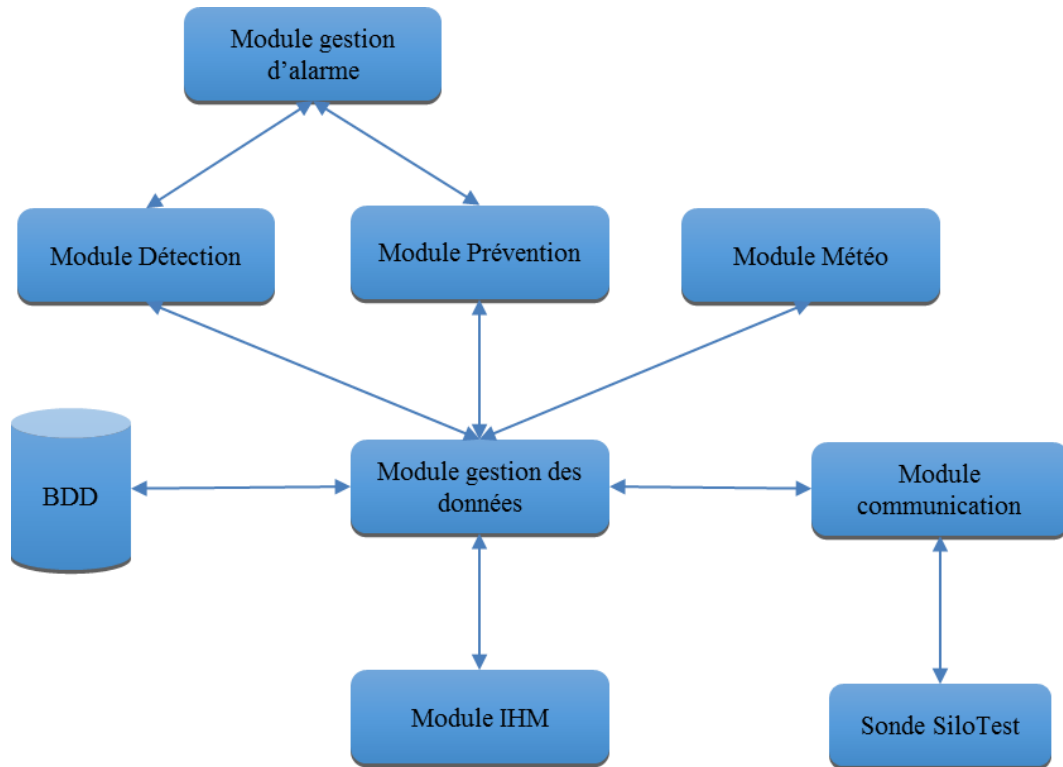 Module gestion
d’alarme
Module Détection
Module Prévention
Module Météo
BDD
Module gestion des
données
Module
communication
Module IHM
Sonde SiloTest